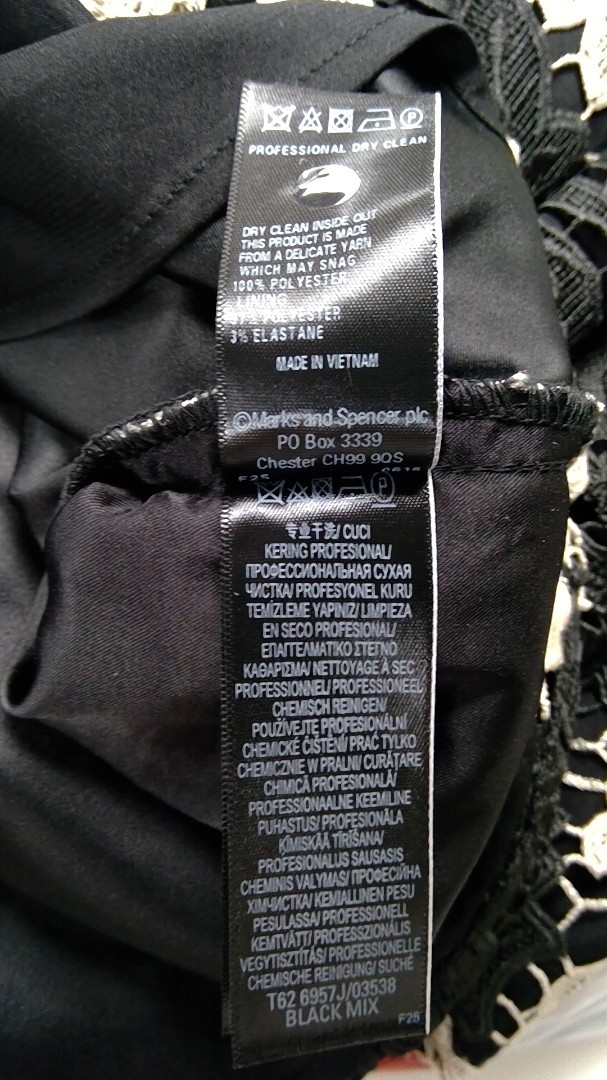 PROFESSIONAL DRY CLEAN
DRY CLEAN INSIDE OUT
THIS PRODUCT IS MADE
FROM A DELICATE YARN
WHICH MAY SNAG
100% POLYESTER
LINING
POLYESTER
3% ELASTANE
MADE IN VIETNAM
©Marks and Spencer plc
PO Box 3339
Chester CH99 9QS
F25
专业干洗/ CUCI
KERING PROFESIONAL/
ПРОФЕССИОНАЛЬНАЯ СУХАЯ
ЧИСТКА/ PROFESYONEL KURU
TEMİZLEME YAPINIZ/ LIMPIEZA
EN SECO PROFESIONAL/
ΕΠΑΓΓΕΛΜΑΤΙΚΟ ΣΤΕΓΝΟ
ΚΑΘΑΡΙΣΜΑ/ NETTOYAGE À SEC
PROFESSIONNEL/ PROFESSIONEEL
CHEMISCH REINIGEN/
POUŽÍVEJTE PROFESIONÁLNÍ
CHEMICKÉ ČIŠTĚNÍ/ PRAĆ TYLKO
CHEMICZNIE W PRALNI/ CURĂȚARE
CHIMICĂ PROFESIONALĂ/
PROFESSIONAALNE KEEMILINE
PUHASTUS/ PROFESIONĀLA
ĶĪMISKĀ TĪRĪŠANA/
PROFESIONALUS SAUSASIS
CHEMINIS VALYMAS/ ПРОФЕСІЙНА
ХІМЧИСТКА/ KEMIALLINEN PESU
PESULASSA/ PROFESSIONELL
KEMTVÄTT/ PROFESSZIONÁLIS
VEGYTISZTÍTÁS/ PROFESSIONELLE
CHEMISCHE REINIGUNG/ SUCHÉ
T62 6957J/03538
BLACK MIX
F25